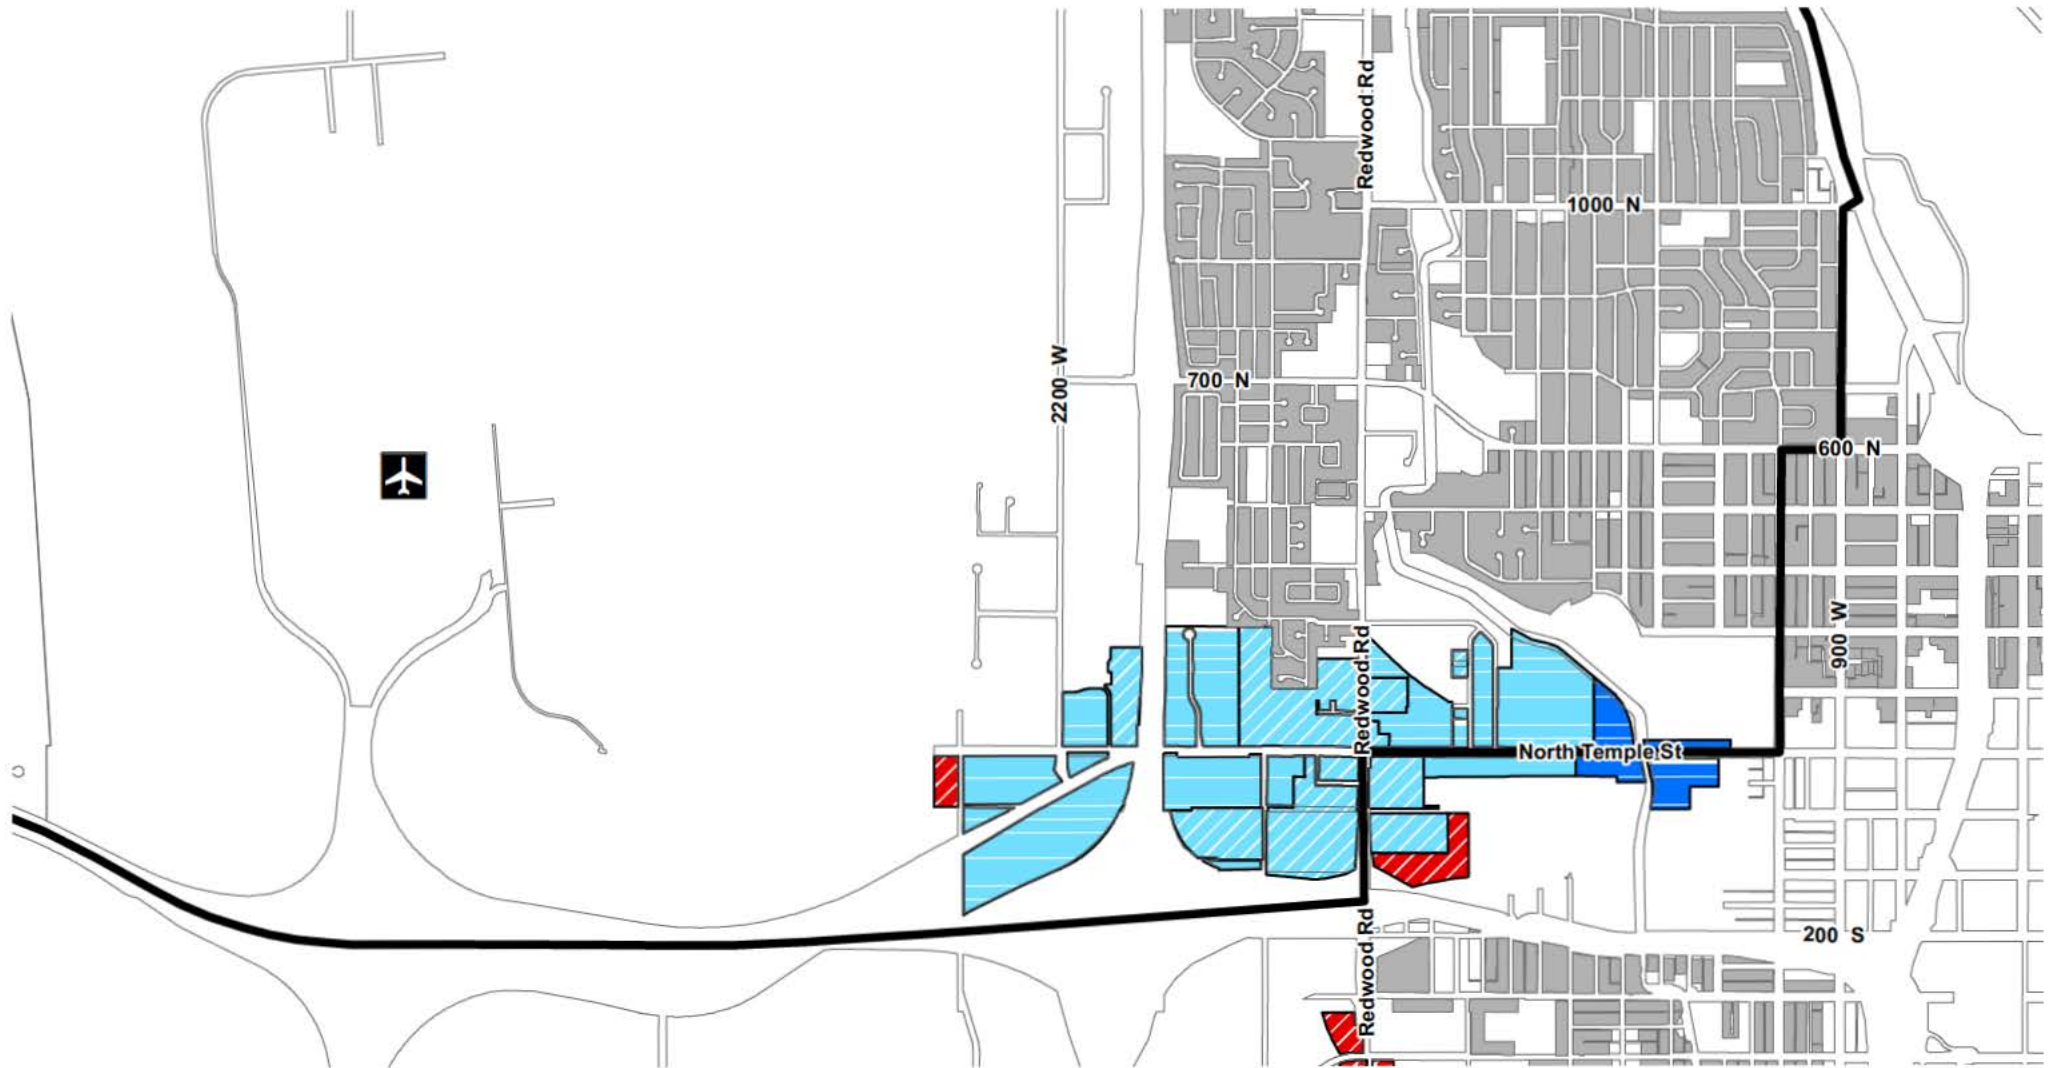 Redwood Rd
1000 N
2200 W
700 N
600 N
900 W
Redwood Rd
North Temple St
200 S
Redwood Rd